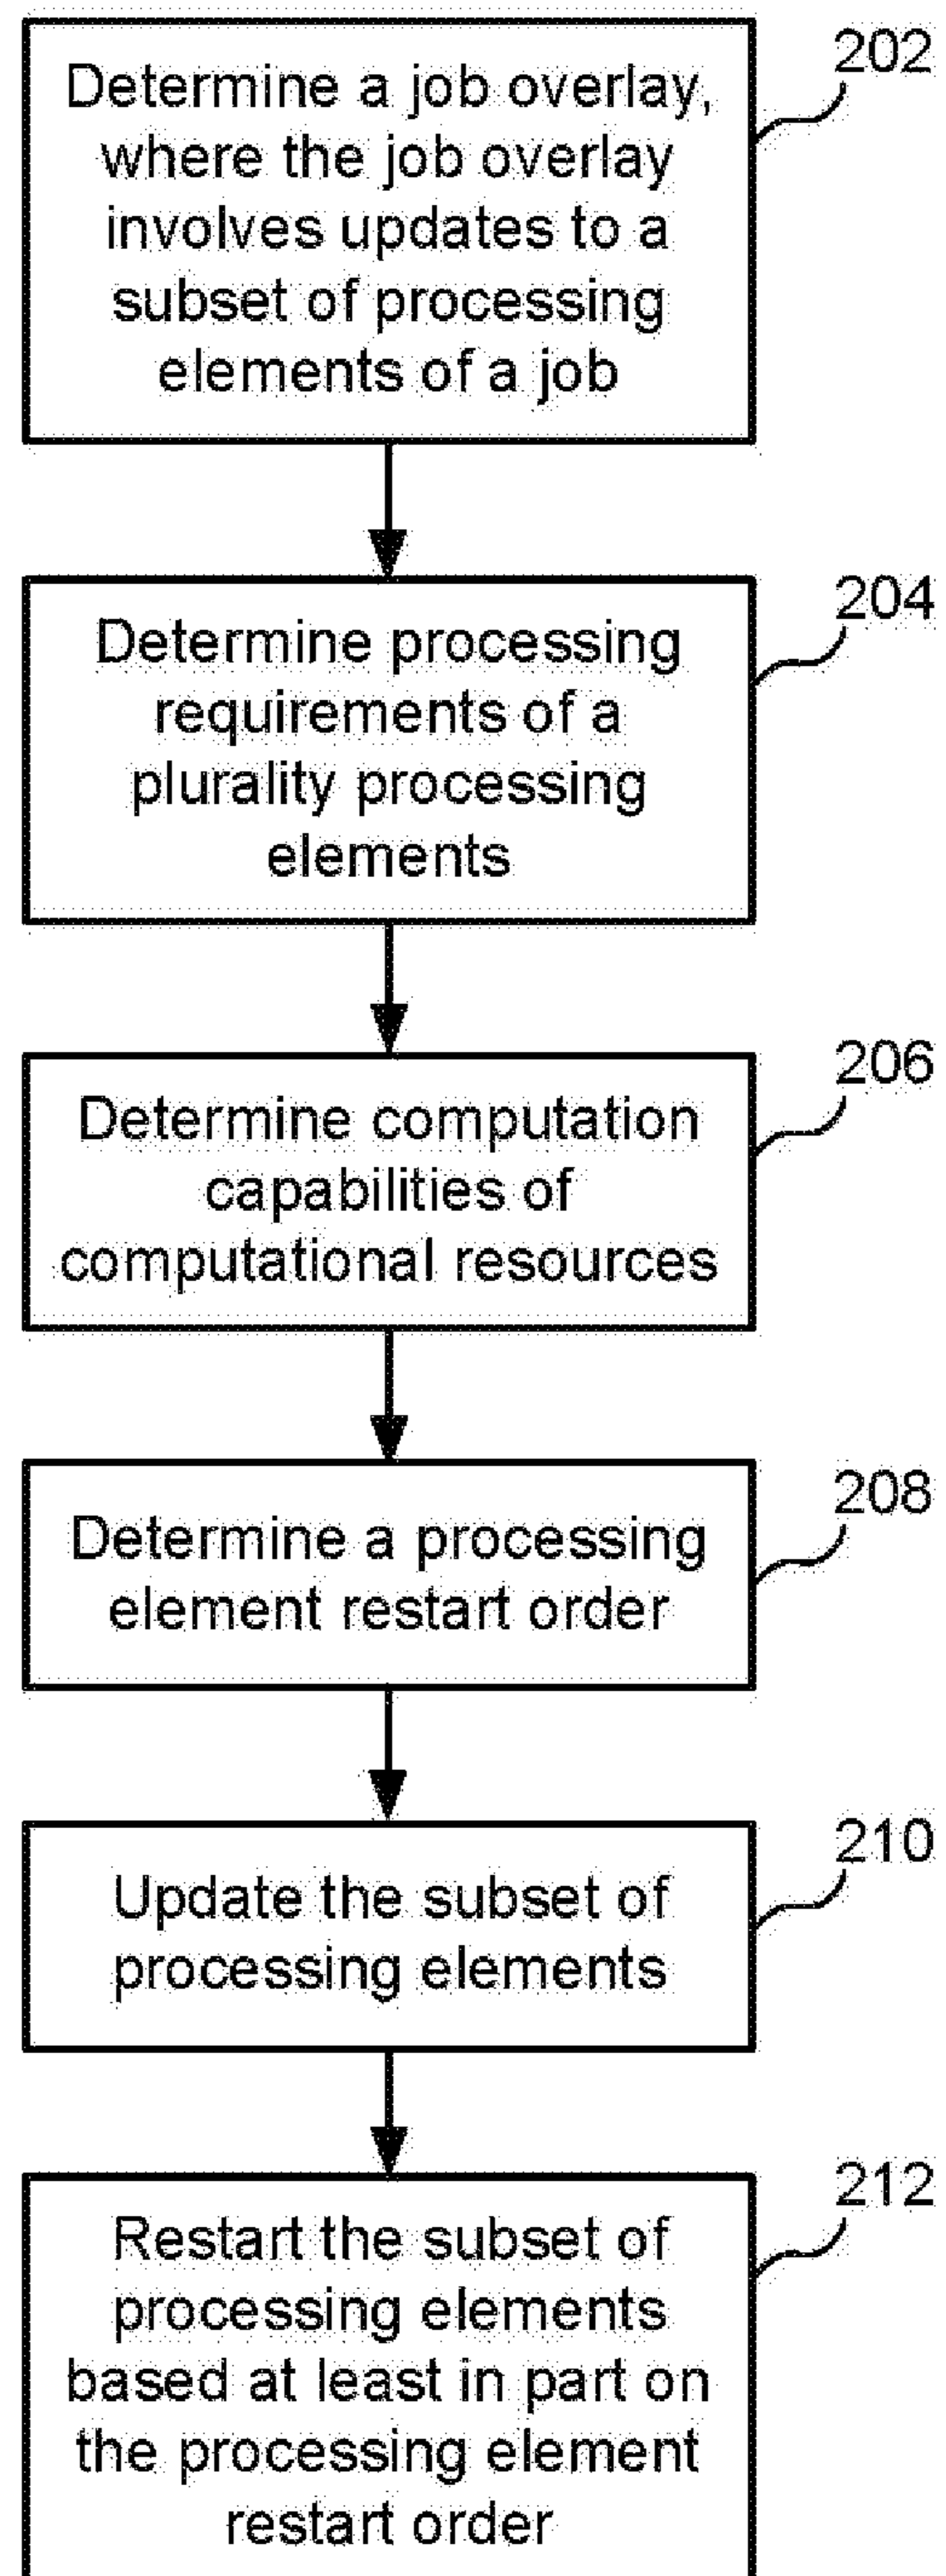 202
Determine a job overlay,
where the job overlay
involves updates to a
subset of processing
elements of a job
204
Determine processing
requirements of a
plurality processing
elements
206
Determine computation
capabilities of
computational resources
208
Determine a processing
element restart order
210
Update the subset of
processing elements
212
Restart the subset of
processing elements
based at least in part on
the processing element
restart order